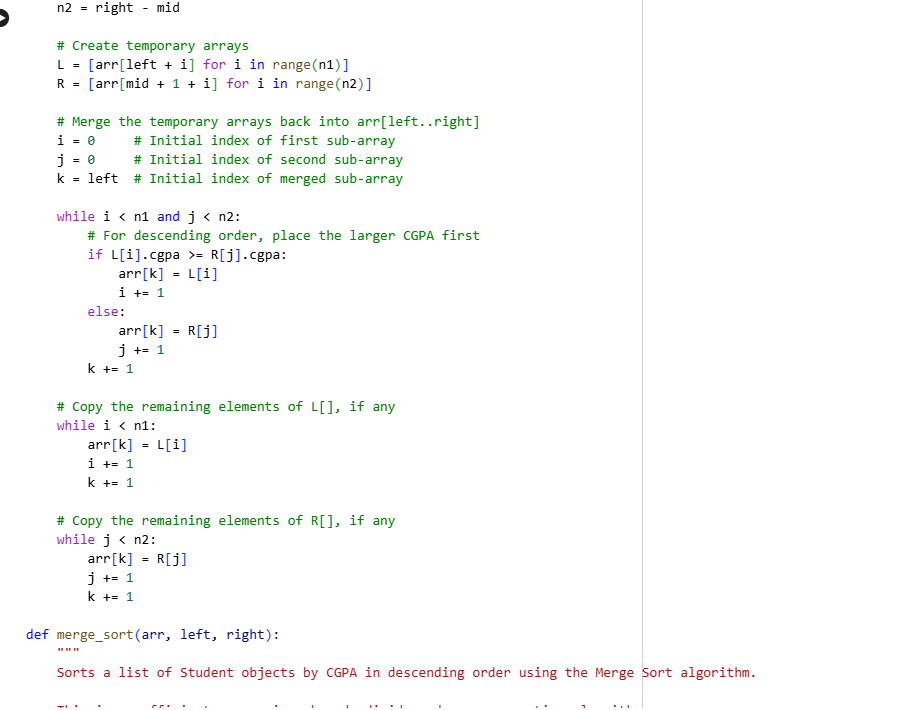 n2 = right - mid
# Create temporary arrays
L = [arr[left + i] for i in range(n1)]
R = [arr[mid + 1 + i] for i in range(n2)]
# Merge the temporary arrays back into arr[left..right]
i = 0     # Initial index of first sub-array
j = 0     # Initial index of second sub-array
k = left  # Initial index of merged sub-array
while i < n1 and j < n2:
# For descending order, place the larger CGPA first
if L[i].cgpa >= R[j].cgpa:
arr[k] = L[i]
i += 1
else:
arr[k] = R[j]
j += 1
k += 1
# Copy the remaining elements of L[], if any
while i < n1:
arr[k] = L[i]
i += 1
k += 1
# Copy the remaining elements of R[], if any
while j < n2:
arr[k] = R[j]
j += 1
k += 1
def merge_sort(arr, left, right):
"""
Sorts a list of Student objects by CGPA in descending order using the Merge Sort algorithm.